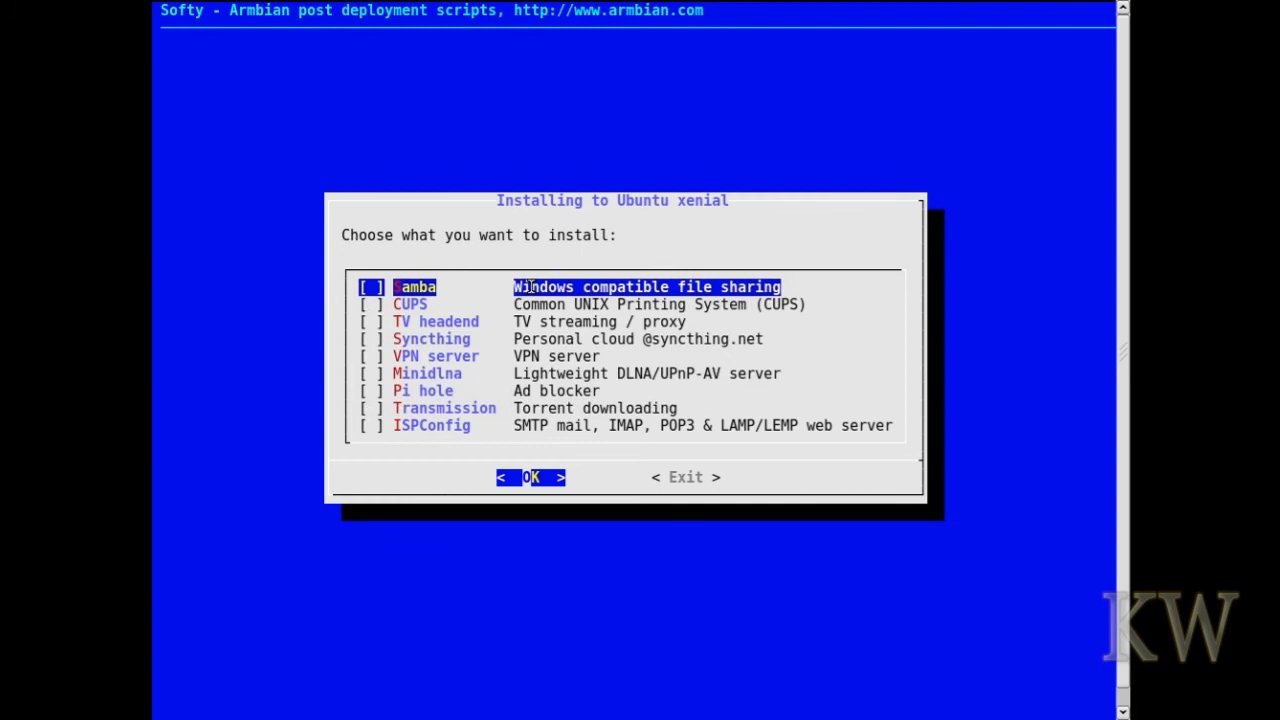 Softy - Armbian post deployment scripts, http://www.armbian.com
Installing to Ubuntu xenial
Choose what you want to install:
[ ] Samba Windows compatible file sharing
[ ] CUPS Common UNIX Printing System (CUPS)
[ ] TV headend TV streaming / proxy
[ ] Syncthing Personal cloud @syncthing.net
[ ] VPN server VPN server
[ ] Minidlna Lightweight DLNA/UPnP-AV server
[ ] Pi hole Ad blocker
[ ] Transmission Torrent downloading
[ ] ISPConfig SMTP mail, IMAP, POP3 & LAMP/LEMP web server
< OK > < Exit >
KW